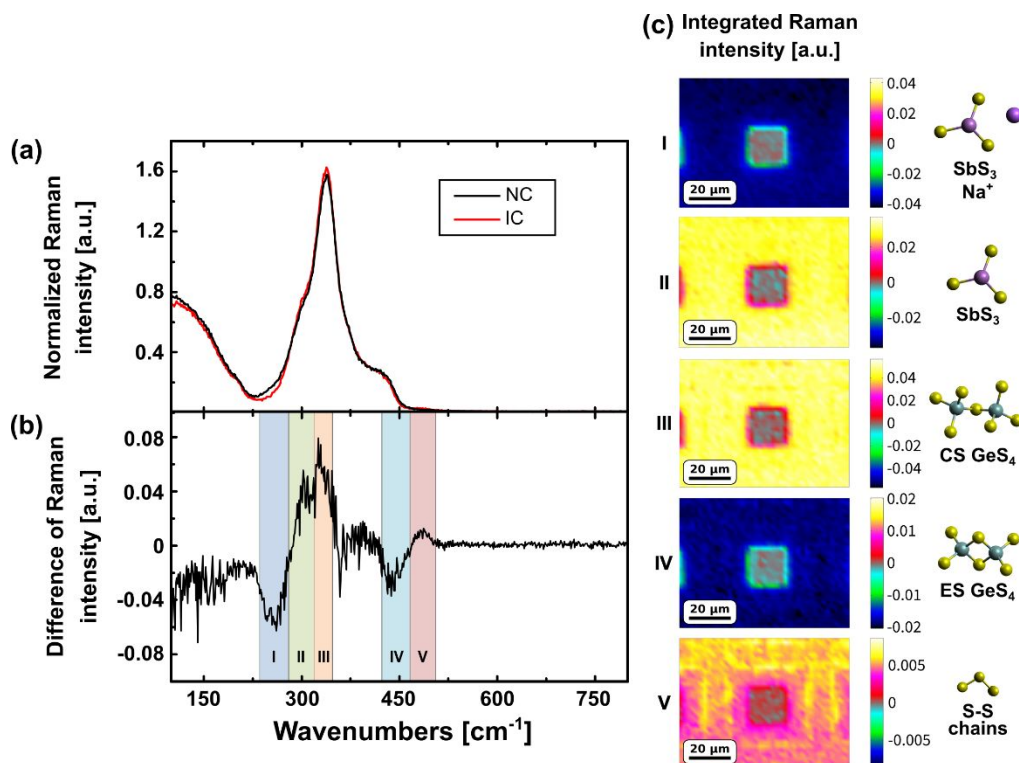 (a)
Normalized Raman
intensity [a.u.]
1.6
1.2
0.8
0.4
NC
IC
(b)
Difference of Raman
intensity [a.u.]
0.08
0.04
0
-0.04
-0.08
I
II
III
IV
V
150
300
450
600
750
Wavenumbers [cm⁻¹]
(c) Integrated Raman
intensity [a.u.]
I
20 µm
0.04
0.02
0
-0.02
-0.04
SbS₃
Na⁺
II
20 µm
0.02
0
-0.02
SbS₃
III
20 µm
0.04
0.02
0
-0.02
-0.04
CS GeS₄
IV
20 µm
0.02
0.01
0
-0.01
-0.02
ES GeS₄
V
20 µm
0.005
0
-0.005
S-S
chains